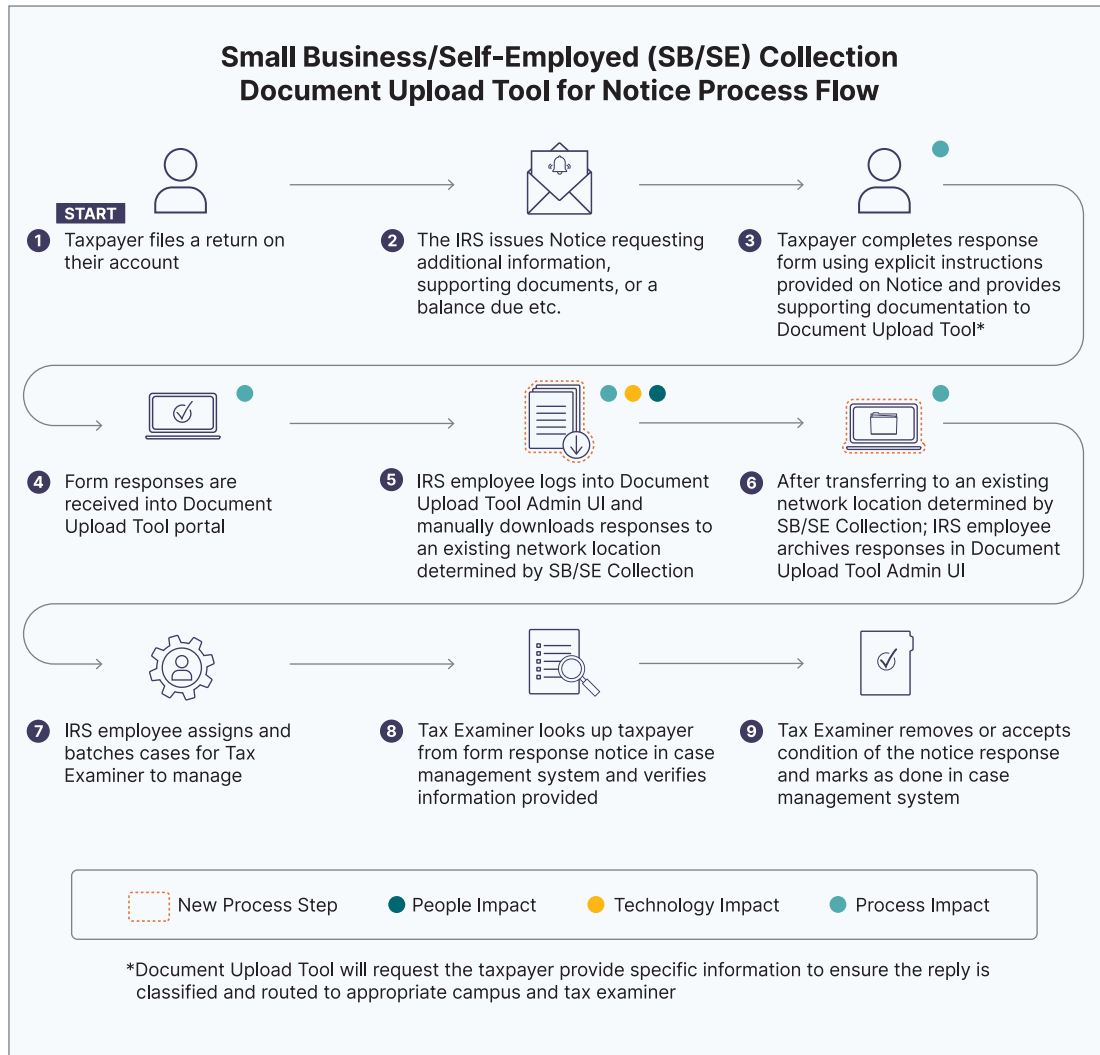 Small Business/Self-Employed (SB/SE) Collection
Document Upload Tool for Notice Process Flow
START
1 Taxpayer files a return on
their account
2 The IRS issues Notice requesting
additional information,
supporting documents, or a
balance due etc.
3 Taxpayer completes response
form using explicit instructions
provided on Notice and provides
supporting documentation to
Document Upload Tool*
4 Form responses are
received into Document
Upload Tool portal
5 IRS employee logs into Document
Upload Tool Admin UI and
manually downloads responses to
an existing network location
determined by SB/SE Collection
6 After transferring to an existing
network location determined by
SB/SE Collection; IRS employee
archives responses in Document
Upload Tool Admin UI
7 IRS employee assigns and
batches cases for Tax
Examiner to manage
8 Tax Examiner looks up taxpayer
from form response notice in case
management system and verifies
information provided
9 Tax Examiner removes or accepts
condition of the notice response
and marks as done in case
management system
New Process Step
People Impact
Technology Impact
Process Impact
*Document Upload Tool will request the taxpayer provide specific information to ensure the reply is
classified and routed to appropriate campus and tax examiner